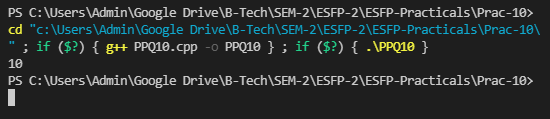 PS C:\Users\Admin\Google Drive\B-Tech\SEM-2\ESFP-2\ESFP-Practicals\Prac-10>
cd "c:\Users\Admin\Google Drive\B-Tech\SEM-2\ESFP-2\ESFP-Practicals\Prac-10\
" ; if ($?) { g++ PPQ10.cpp -o PPQ10 } ; if ($?) { .\PPQ10 }
10
PS C:\Users\Admin\Google Drive\B-Tech\SEM-2\ESFP-2\ESFP-Practicals\Prac-10>